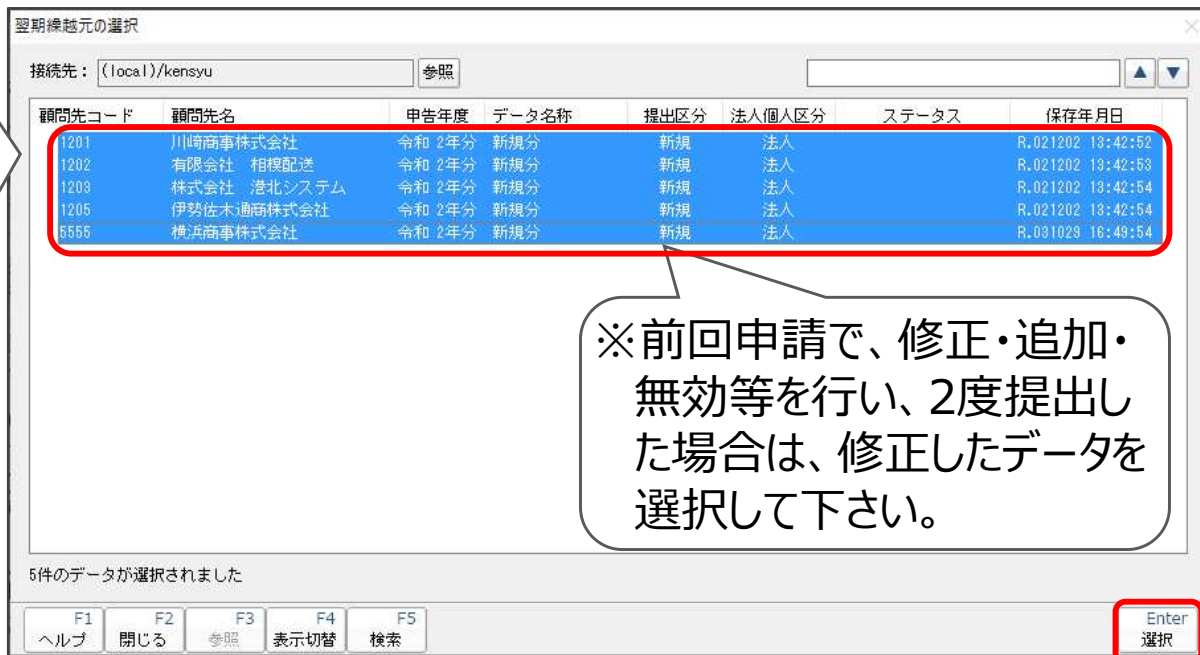 翌期繰越元の選択
接続先： (local)/kensyu 参照
顧問先コード 顧問先名 申告年度 データ名称 提出区分 法人個人区分 ステータス 保存年月日
1201 川崎商事株式会社 令和 2年分 新規分 新規 法人 R.021202 13:42:52
1202 有限会社 相模配送 令和 2年分 新規分 新規 法人 R.021202 13:42:53
1203 株式会社 港北システム 令和 2年分 新規分 新規 法人 R.021202 13:42:54
1205 伊勢佐木通商株式会社 令和 2年分 新規分 新規 法人 R.021202 13:42:54
5555 横浜商事株式会社 令和 2年分 新規分 新規 法人 R.031029 16:49:54
※前回申請で、修正・追加・
無効等を行い、2度提出し
た場合は、修正したデータを
選択して下さい。
5件のデータが選択されました
F1 F2 F3 F4 F5 Enter
ヘルプ 閉じる 参照 表示切替 検索 選択